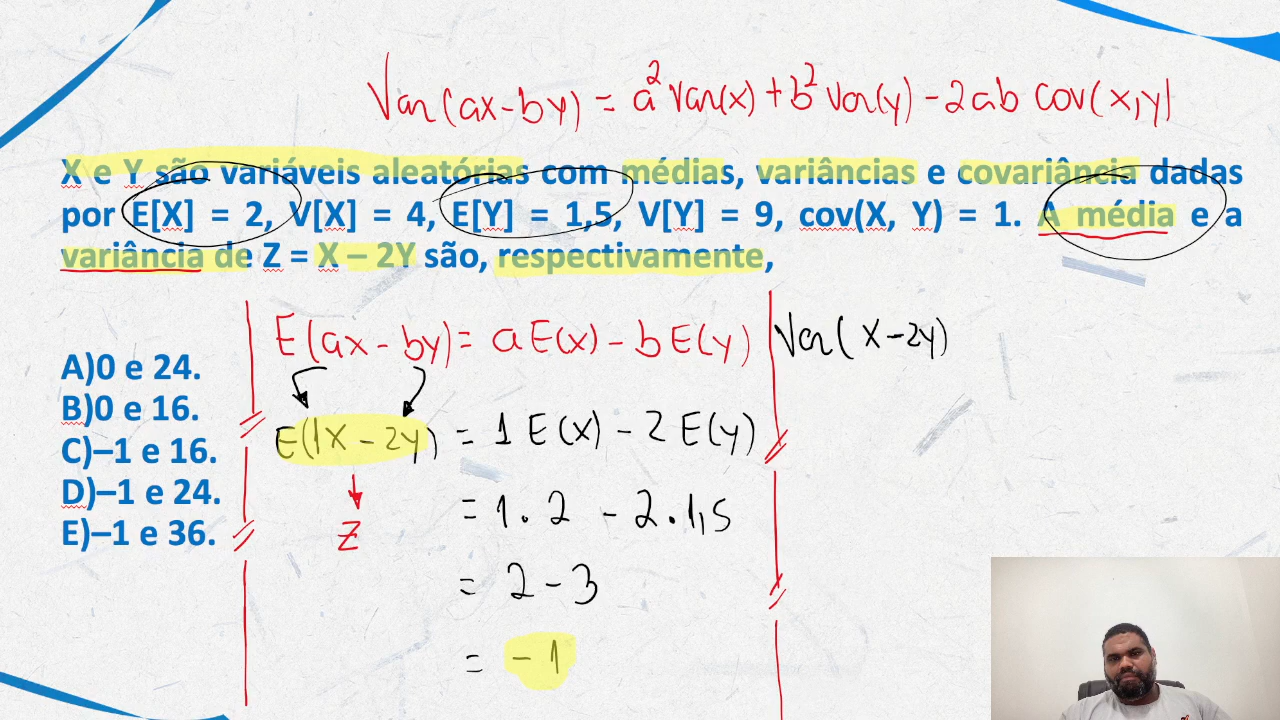 Var(ax-by) = a² Var(x) + b² Var(y) - 2ab cov(x,y)
X e Y são variáveis aleatórias com médias, variâncias e covariância dadas
por E[X] = 2, V[X] = 4, E[Y] = 1,5, V[Y] = 9, cov(X, Y) = 1. A média e a
variância de Z = X – 2Y são, respectivamente,
A)0 e 24.
B)0 e 16.
C)–1 e 16.
D)–1 e 24.
E)–1 e 36.
E(ax - by) = a E(x) - b E(y)
E(1x - 2y) = 1 E(x) - 2 E(y)
Z
= 1.2 - 2.1,5
= 2 - 3
= -1
Var(x-2y)